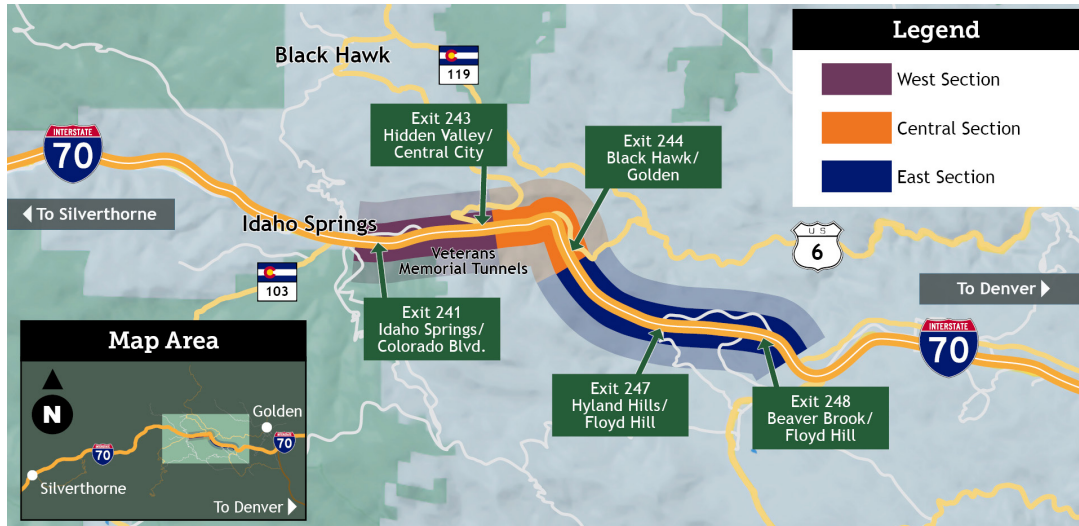 Legend
West Section
Central Section
East Section
Black Hawk
119
Exit 243
Hidden Valley/
Central City
Exit 244
Black Hawk/
Golden
INTERSTATE
70
To Silverthorne
Idaho Springs
Veterans
Memorial Tunnels
US
6
103
To Denver
Exit 241
Idaho Springs/
Colorado Blvd.
INTERSTATE
70
Exit 247
Hyland Hills/
Floyd Hill
Exit 248
Beaver Brook/
Floyd Hill
Map Area
N
Golden
70
70
Silverthorne
To Denver